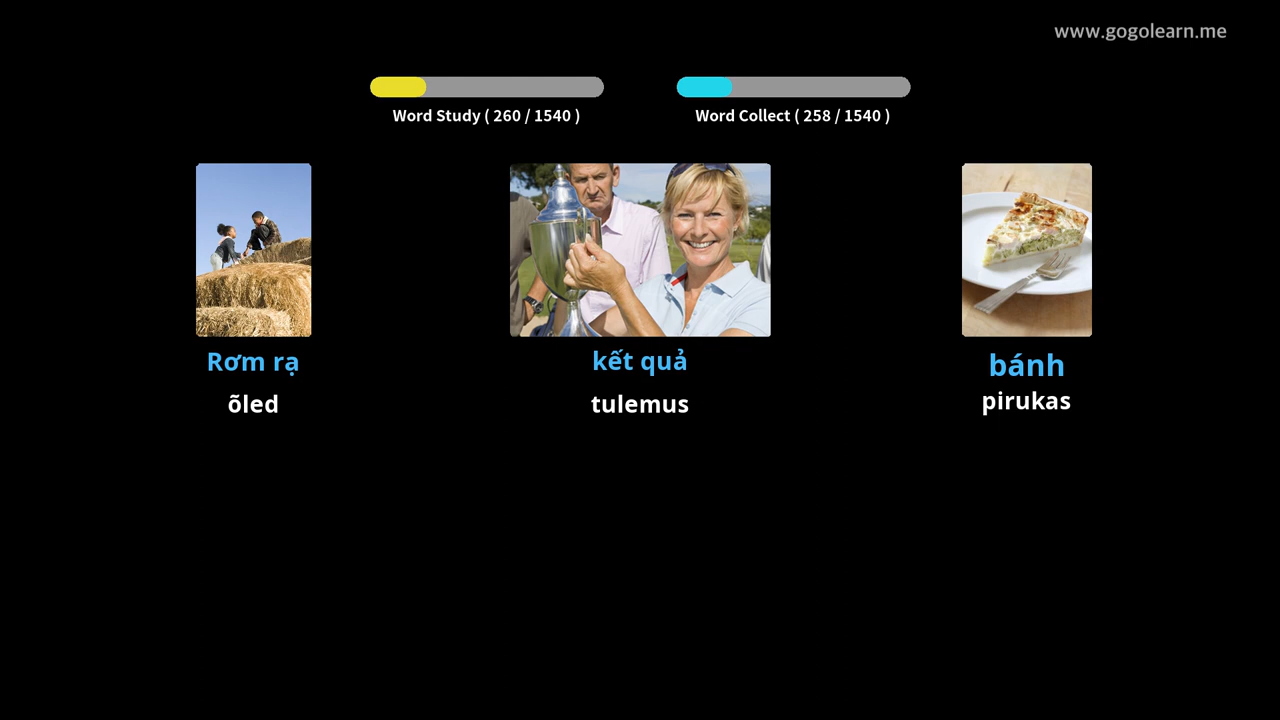 www.gogolearn.me
Word Study ( 260 / 1540 )
Word Collect ( 258 / 1540 )
Rơm rạ
õled
kết quả
tulemus
bánh
pirukas